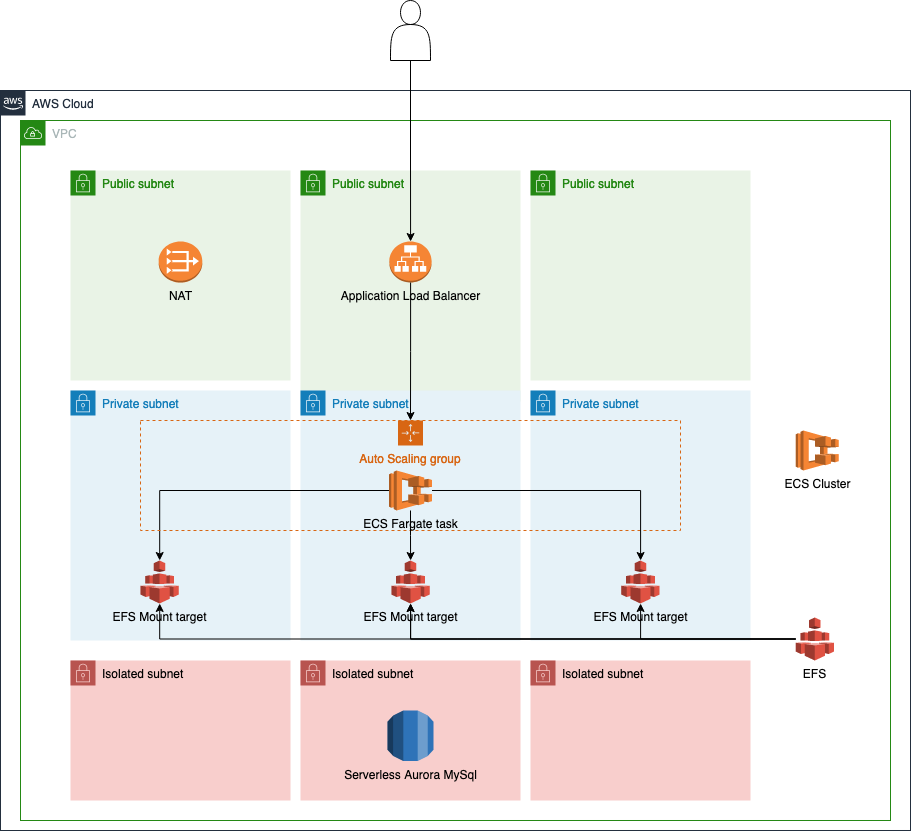 aws
AWS Cloud
VPC
Public subnet
Public subnet
Public subnet
NAT
Application Load Balancer
Private subnet
Private subnet
Private subnet
Auto Scaling group
ECS Cluster
ECS Fargate task
EFS Mount target
EFS Mount target
EFS Mount target
EFS
Isolated subnet
Isolated subnet
Isolated subnet
Serverless Aurora MySql